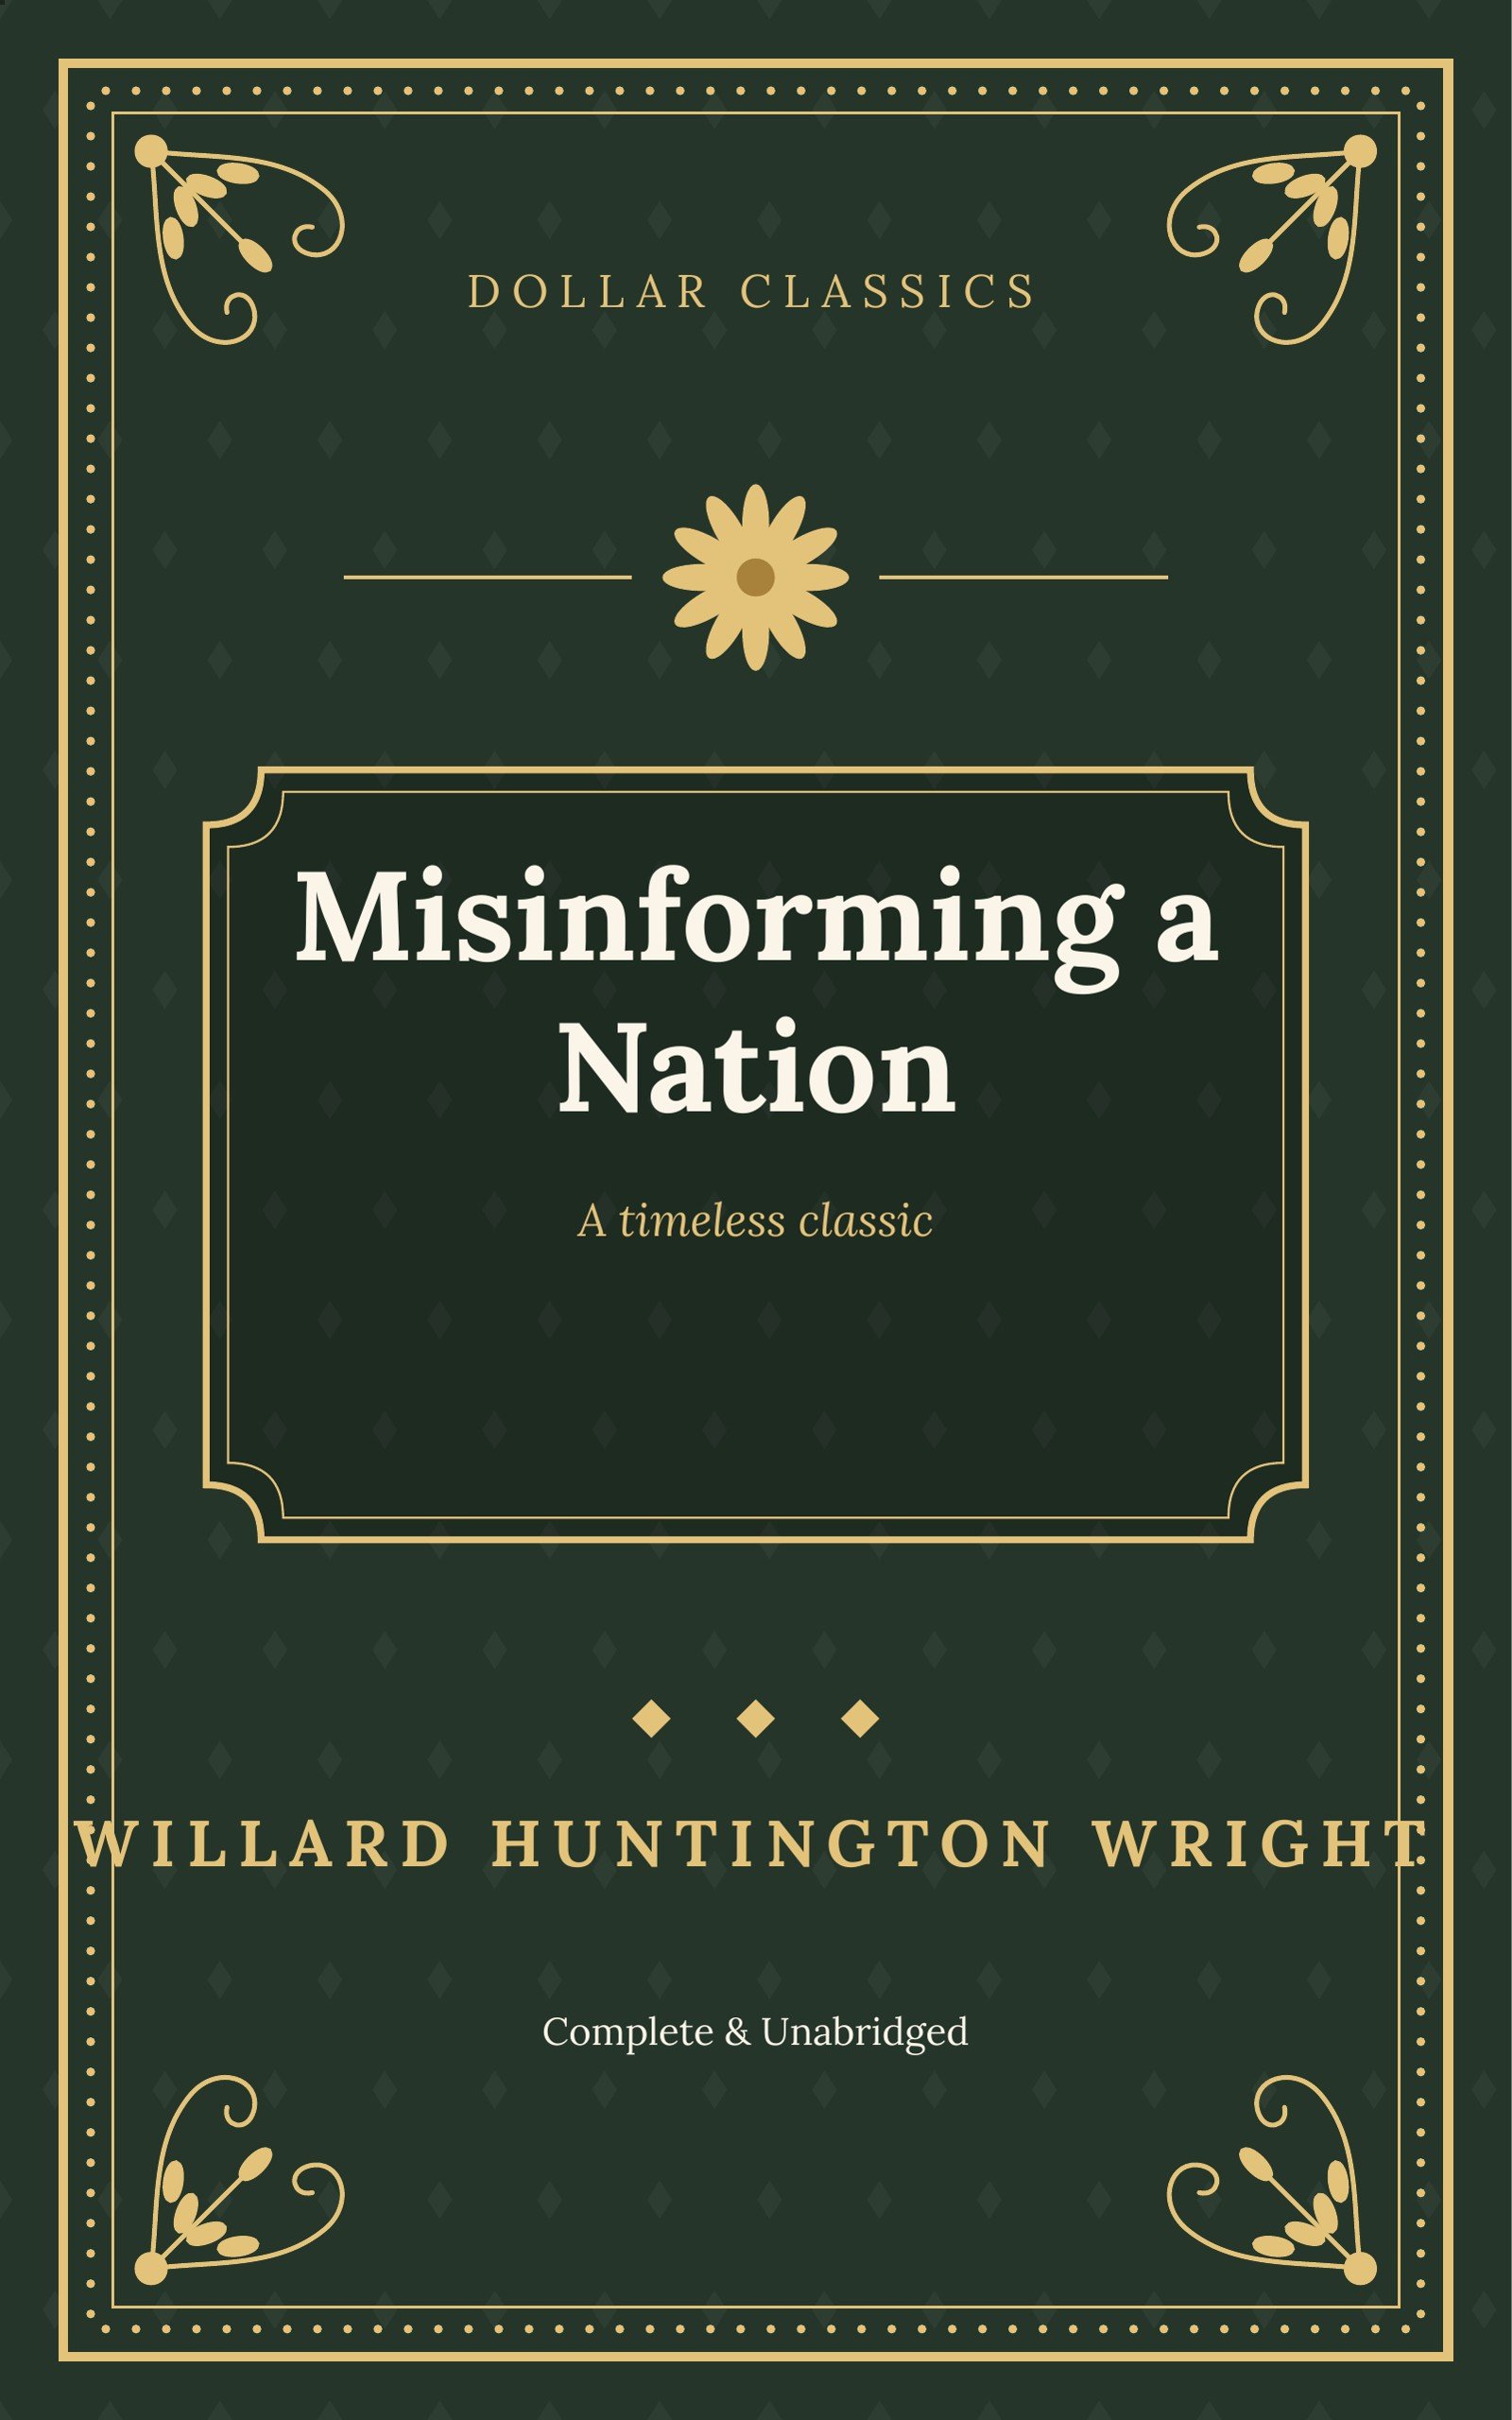 DOLLAR CLASSICS
Misinforming a
Nation
A timeless classic
WILLARD HUNTINGTON WRIGHT
Complete & Unabridged